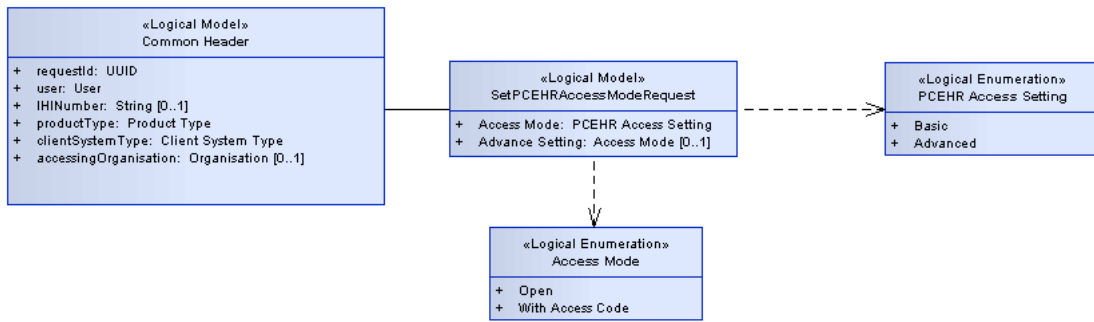 «Logical Model»
Common Header
+ requestId: UUID
+ user: User
+ IHINumber: String [0..1]
+ productType: Product Type
+ clientSystemType: Client System Type
+ accessingOrganisation: Organisation [0..1]
«Logical Model»
SetPCEHRAccessModeRequest
+ Access Mode: PCEHR Access Setting
+ Advance Setting: Access Mode [0..1]
«Logical Enumeration»
PCEHR Access Setting
+ Basic
+ Advanced
«Logical Enumeration»
Access Mode
+ Open
+ With Access Code